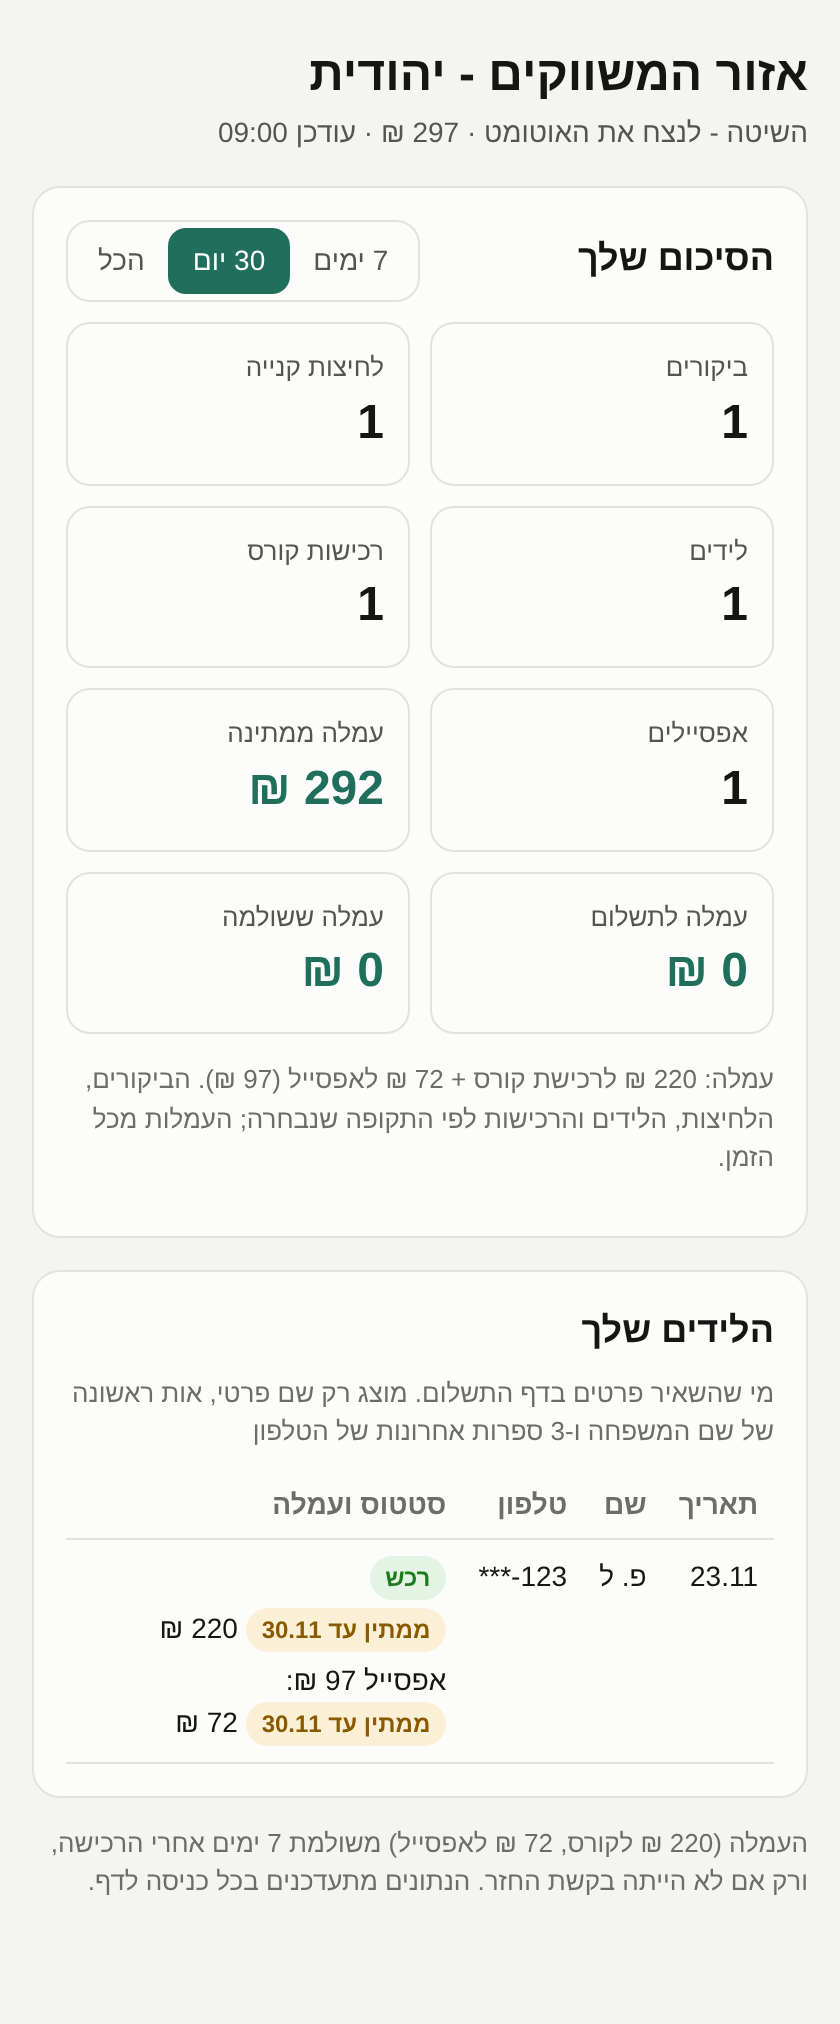 אזור המשווקים - יהודית
השיטה - לנצח את האוטומט · 297 ₪ · עודכן 09:00
הסיכום שלך
7 ימים
30 יום
הכל
ביקורים
1
לחיצות קנייה
1
לידים
1
רכישות קורס
1
אפסיילים
1
עמלה ממתינה
292 ₪
עמלה לתשלום
0 ₪
עמלה ששולמה
0 ₪
עמלה: 220 ₪ לרכישת קורס + 72 ₪ לאפסייל (97 ₪). הביקורים,
הלחיצות, הלידים והרכישות לפי התקופה שנבחרה; העמלות מכל
הזמן.
הלידים שלך
מי שהשאיר פרטים בדף התשלום. מוצג רק שם פרטי, אות ראשונה
של שם המשפחה ו-3 ספרות אחרונות של הטלפון
תאריך שם טלפון סטטוס ועמלה
23.11 פ. ל ***-123 רכש
ממתין עד 30.11 220 ₪
אפסייל 97 ₪:
ממתין עד 30.11 72 ₪
העמלה (220 ₪ לקורס, 72 ₪ לאפסייל) משולמת 7 ימים אחרי הרכישה,
ורק אם לא הייתה בקשת החזר. הנתונים מתעדכנים בכל כניסה לדף.